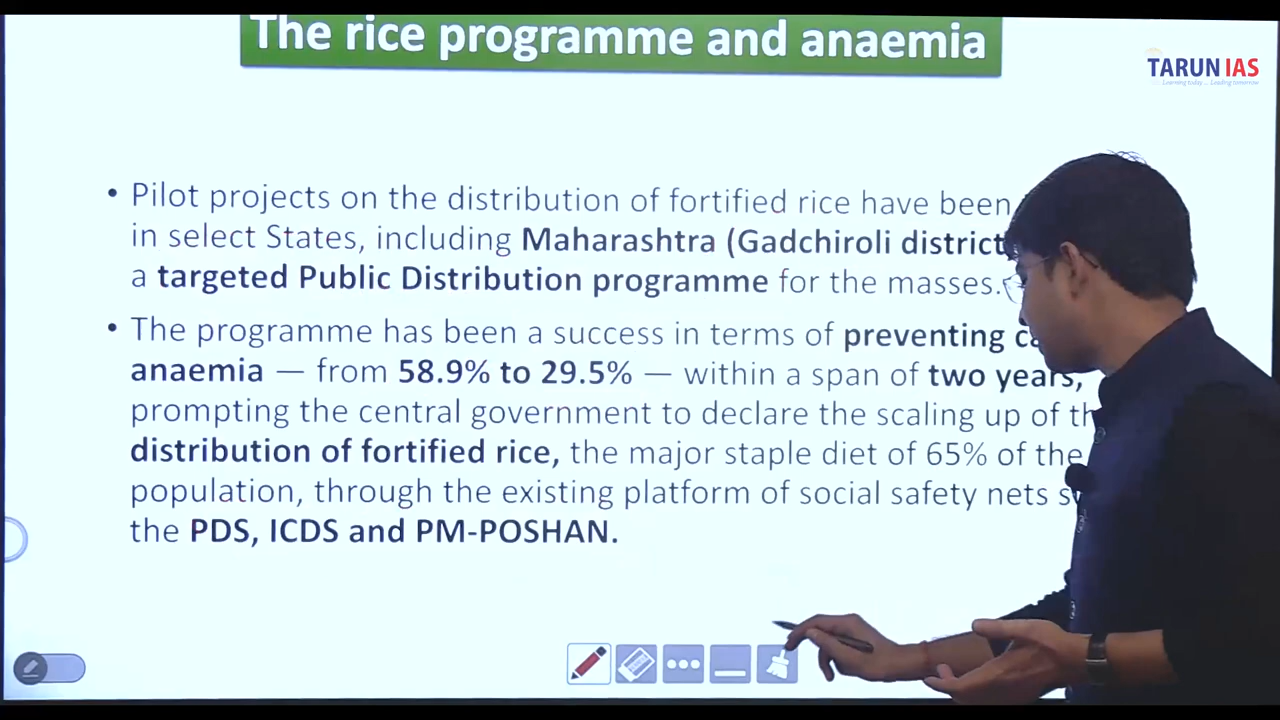 The rice programme and anaemia
TARUN IAS
Learning today... Leading tomorrow
• Pilot projects on the distribution of fortified rice have been
in select States, including Maharashtra (Gadchiroli district
a targeted Public Distribution programme for the masses.
• The programme has been a success in terms of preventing
anaemia — from 58.9% to 29.5% — within a span of two years,
prompting the central government to declare the scaling up of
distribution of fortified rice, the major staple diet of 65% of the
population, through the existing platform of social safety nets
the PDS, ICDS and PM-POSHAN.